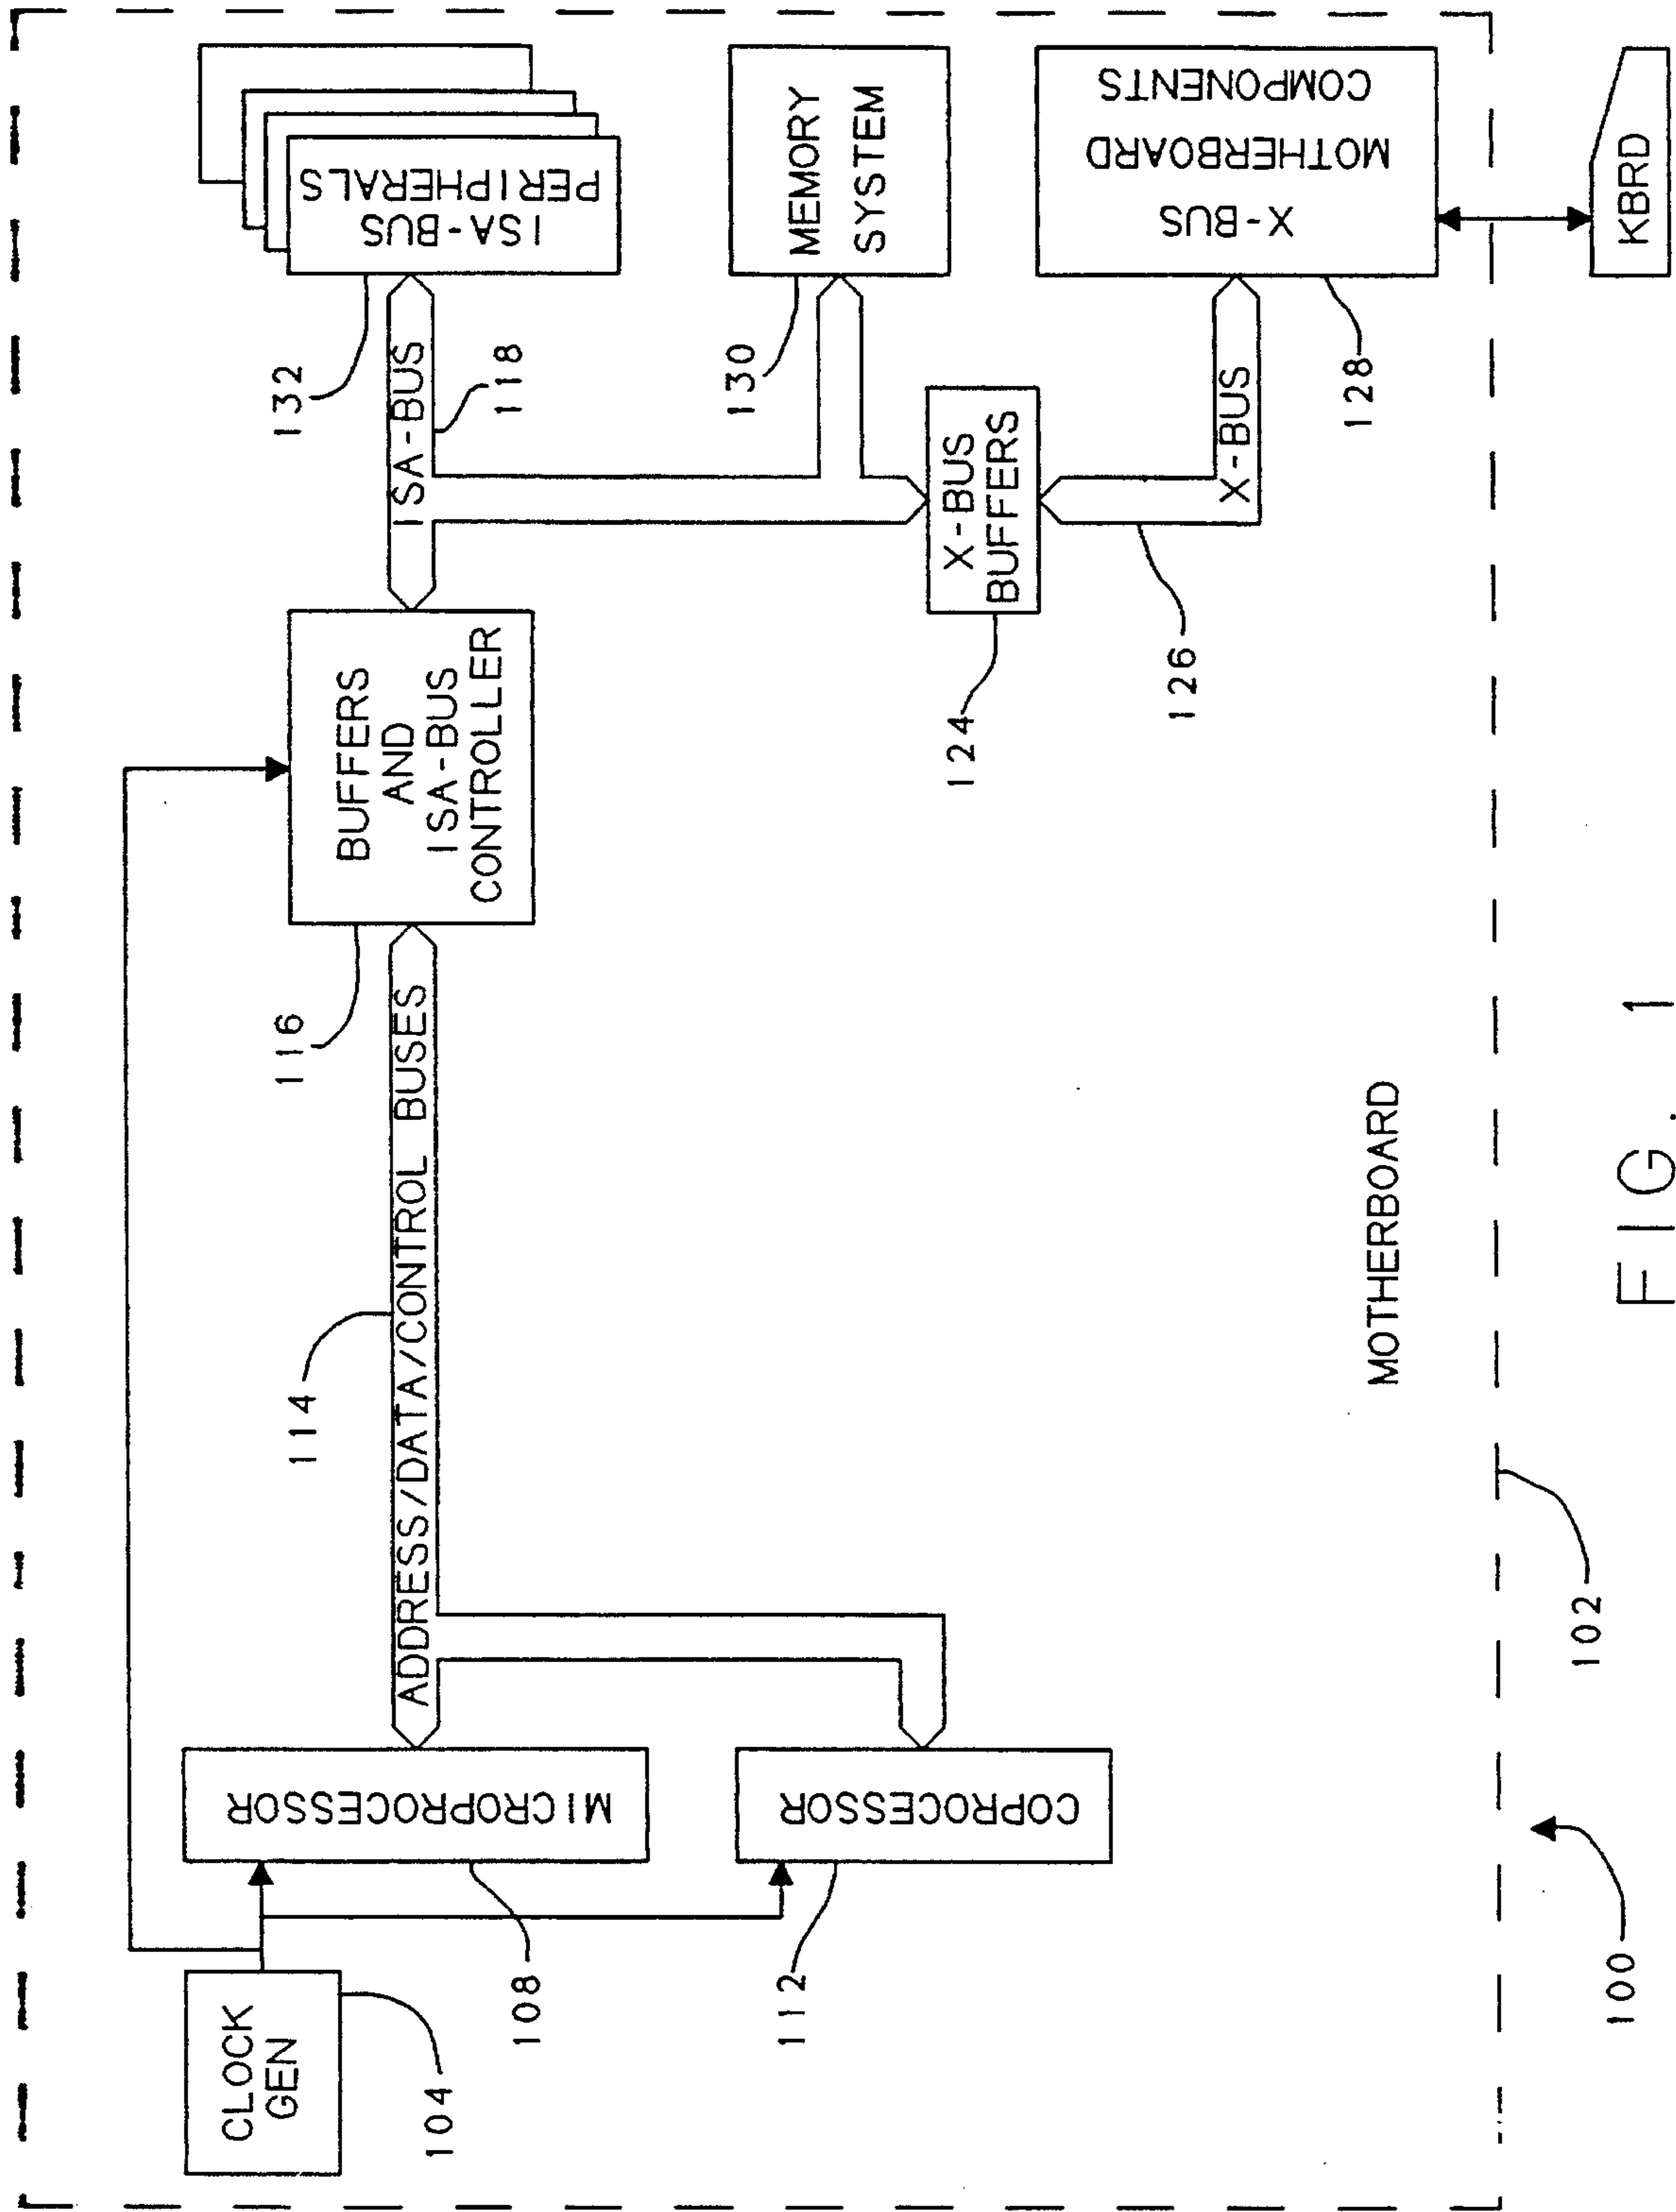 CLOCK
GEN
104
MICROPROCESSOR
108
COPROCESSOR
112
ADDRESS/DATA/CONTROL BUSES
114
BUFFERS
AND
ISA-BUS
CONTROLLER
116
ISA-BUS
118
ISA-BUS
PERIPHERALS
132
MEMORY
SYSTEM
130
X-BUS
BUFFERS
124
X-BUS
126
X-BUS
MOTHERBOARD
COMPONENTS
128
KBRD
MOTHERBOARD
102
100
FIG. 1